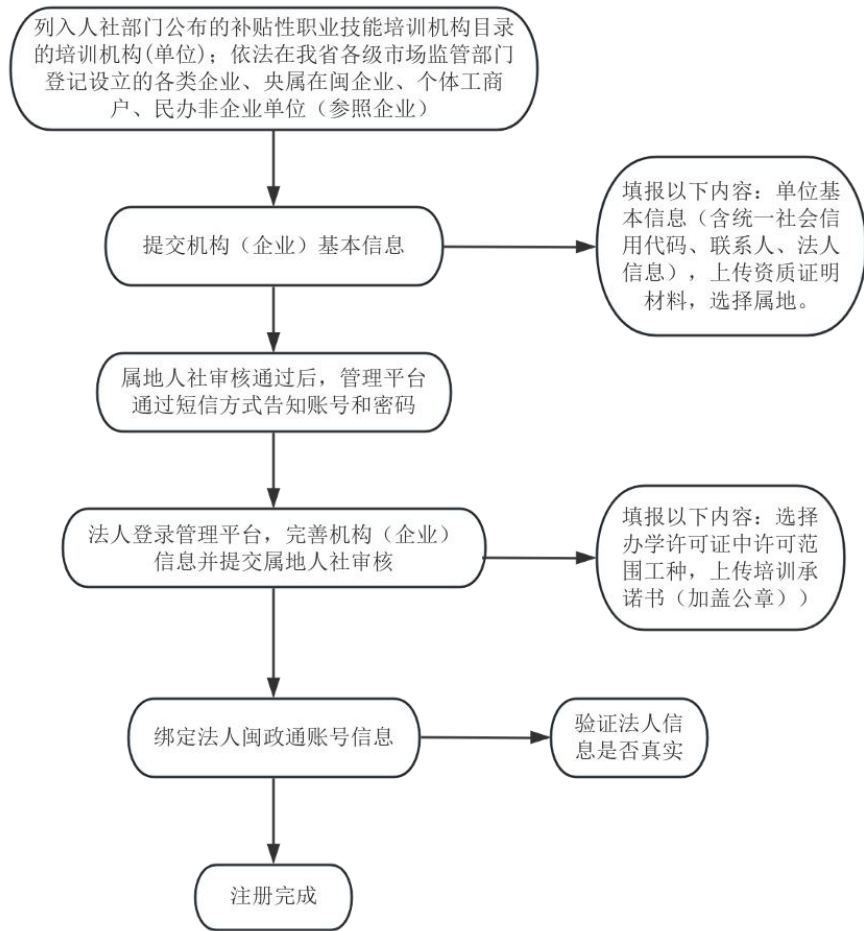 列入人社部门公布的补贴性职业技能培训机构目录
的培训机构(单位)；依法在我省各级市场监管部门
登记设立的各类企业、央属在闽企业、个体工商
户、民办非企业单位（参照企业）
提交机构（企业）基本信息
填报以下内容：单位基
本信息（含统一社会信
用代码、联系人、法人
信息），上传资质证明
材料，选择属地。
属地人社审核通过后，管理平台
通过短信方式告知账号和密码
法人登录管理平台，完善机构（企业）
信息并提交属地人社审核
填报以下内容：选择
办学许可证中许可范
围工种，上传培训承
诺书（加盖公章））
绑定法人闽政通账号信息
验证法人信
息是否真实
注册完成